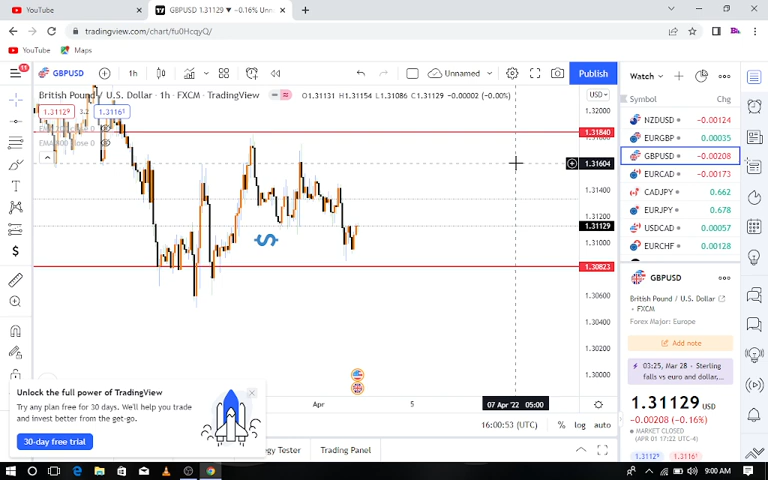 YouTube
GBPUSD 1.31129 ▼ −0.16% Unn
tradingview.com/chart/fu0HcqyQ/
YouTube
Maps
11
GBPUSD
1h
Unnamed
Publish
Watch
British Pound / U.S. Dollar · 1h · FXCM · TradingView
O1.31131 H1.31154 L1.31086 C1.31129 −0.00002 (−0.00%)
USD
1.31129
3.2
1.31161
Symbol
Chg
NZDUSD
−0.00124
EURGBP
0.00035
GBPUSD
−0.00208
EURCAD
−0.00173
CADJPY
0.662
EURJPY
0.678
USDCAD
0.00057
EURCHF
0.00128
1.32000
1.31840
1.31604
1.31400
1.31200
1.31129
1.31000
1.30823
1.30600
1.30400
1.30200
1.30000
$
GBPUSD
British Pound / U.S. Dollar
• FXCM
Forex Major: Europe
Add note
03:25, Mar 28 • Sterling
falls vs euro and dollar,...
1.31129 USD
−0.00208 (−0.16%)
MARKET CLOSED
(APR 01 17:22 UTC-4)
Unlock the full power of TradingView
Try any plan free for 30 days. We'll help you trade
and invest better from the get-go.
30-day free trial
Apr
5
07 Apr '22 05:00
16:00:53 (UTC)
%
log
auto
gy Tester
Trading Panel
9:00 AM